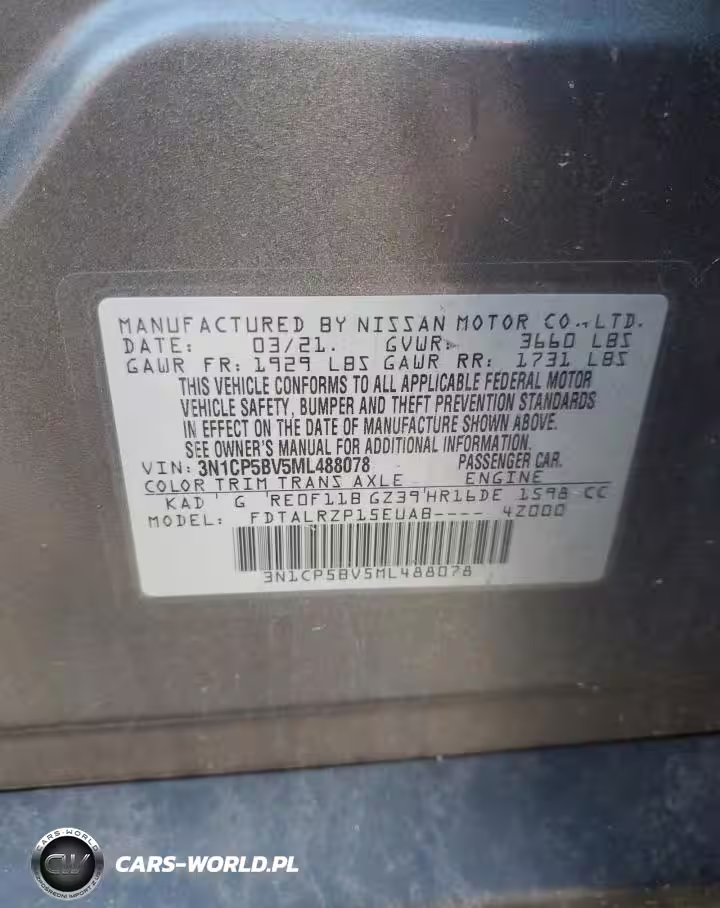 MANUFACTURED BY NISSAN MOTOR CO., LTD.
DATE: 03/21. GVWR: 3660 LBS
GAWR FR: 1929 LBS GAWR RR: 1731 LBS
THIS VEHICLE CONFORMS TO ALL APPLICABLE FEDERAL MOTOR
VEHICLE SAFETY, BUMPER AND THEFT PREVENTION STANDARDS
IN EFFECT ON THE DATE OF MANUFACTURE SHOWN ABOVE.
SEE OWNER'S MANUAL FOR ADDITIONAL INFORMATION.
VIN: 3N1CP5BV5ML488078 PASSENGER CAR.
COLOR TRIM TRANS AXLE ENGINE
KAD G RE0F11B GZ39 HR16DE 1598 CC
MODEL: FDTALRZP15EUAB---- 42000
3N1CP5BV5ML488078
CARS-WORLD
CW
CARS-WORLD.PL